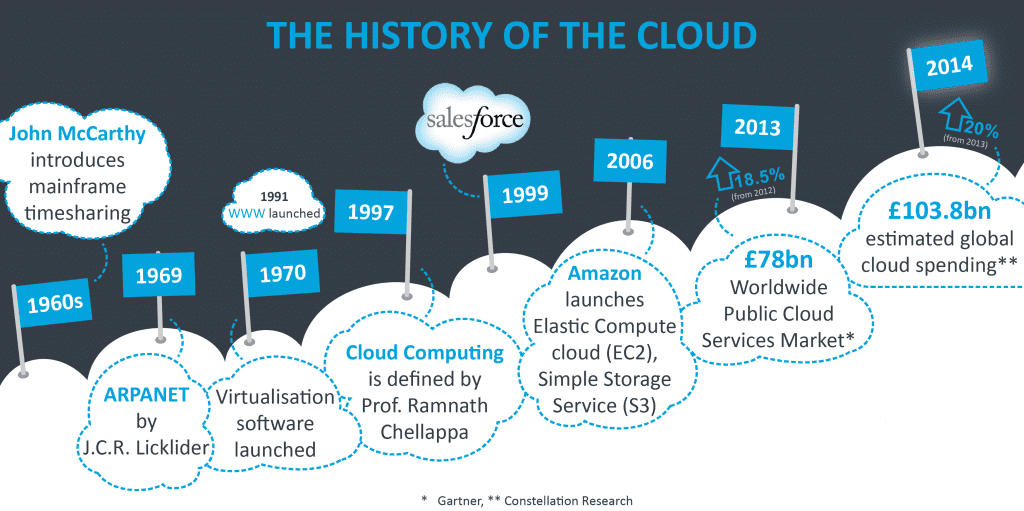 THE HISTORY OF THE CLOUD
John McCarthy
introduces
mainframe
timesharing
1960s
1969
ARPANET
by
J.C.R. Licklider
1970
Virtualisation
software
launched
1991
WWW launched
1997
Cloud Computing
is defined by
Prof. Ramnath
Chellappa
salesforce
1999
2006
Amazon
launches
Elastic Compute
cloud (EC2),
Simple Storage
Service (S3)
2013
18.5%
(from 2012)
£78bn
Worldwide
Public Cloud
Services Market*
2014
20%
(from 2013)
£103.8bn
estimated global
cloud spending**
* Gartner, ** Constellation Research